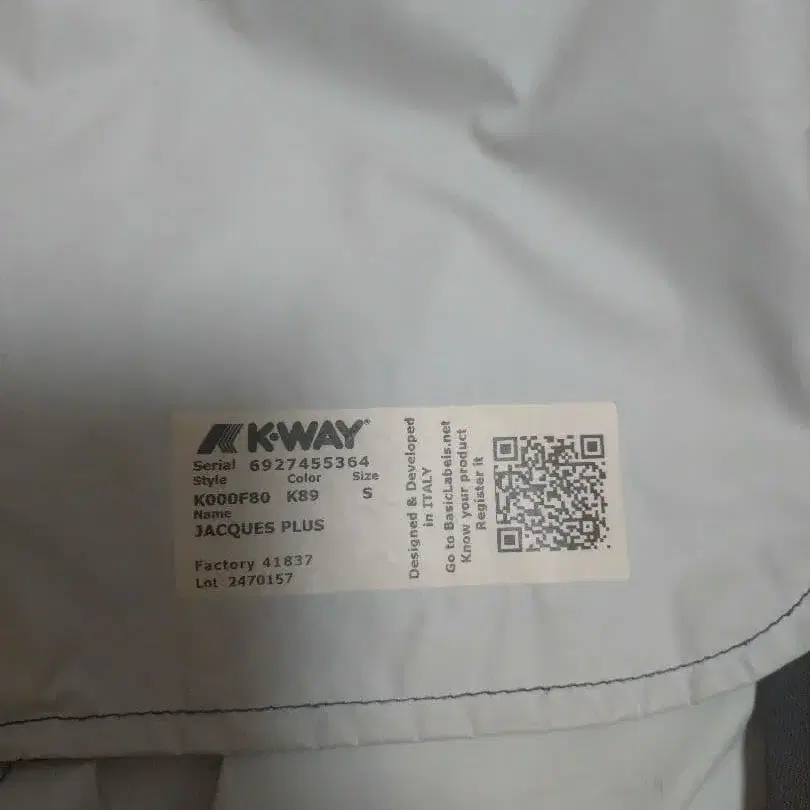 K·WAY®
Serial 6927455364
Style Color Size
K000F80 K89 S
Name
JACQUES PLUS
Factory 41837
Lot 2470157
Designed & Developed
in ITALY
Go to BasicLabels.net
Know your product
Register it